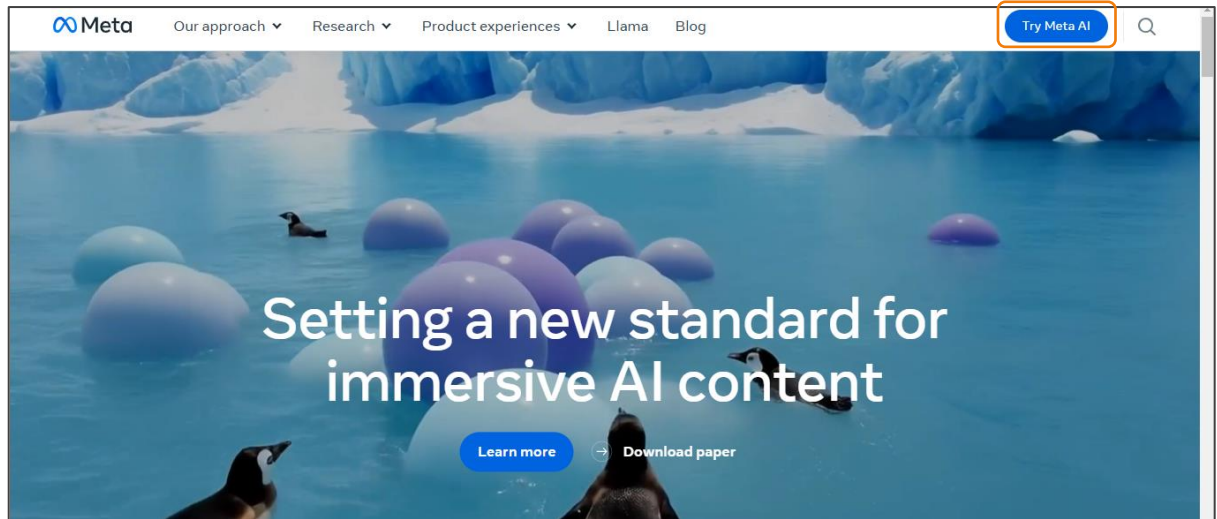 Meta Our approach Research Product experiences Llama Blog Try Meta AI
Setting a new standard for
immersive AI content
Learn more Download paper